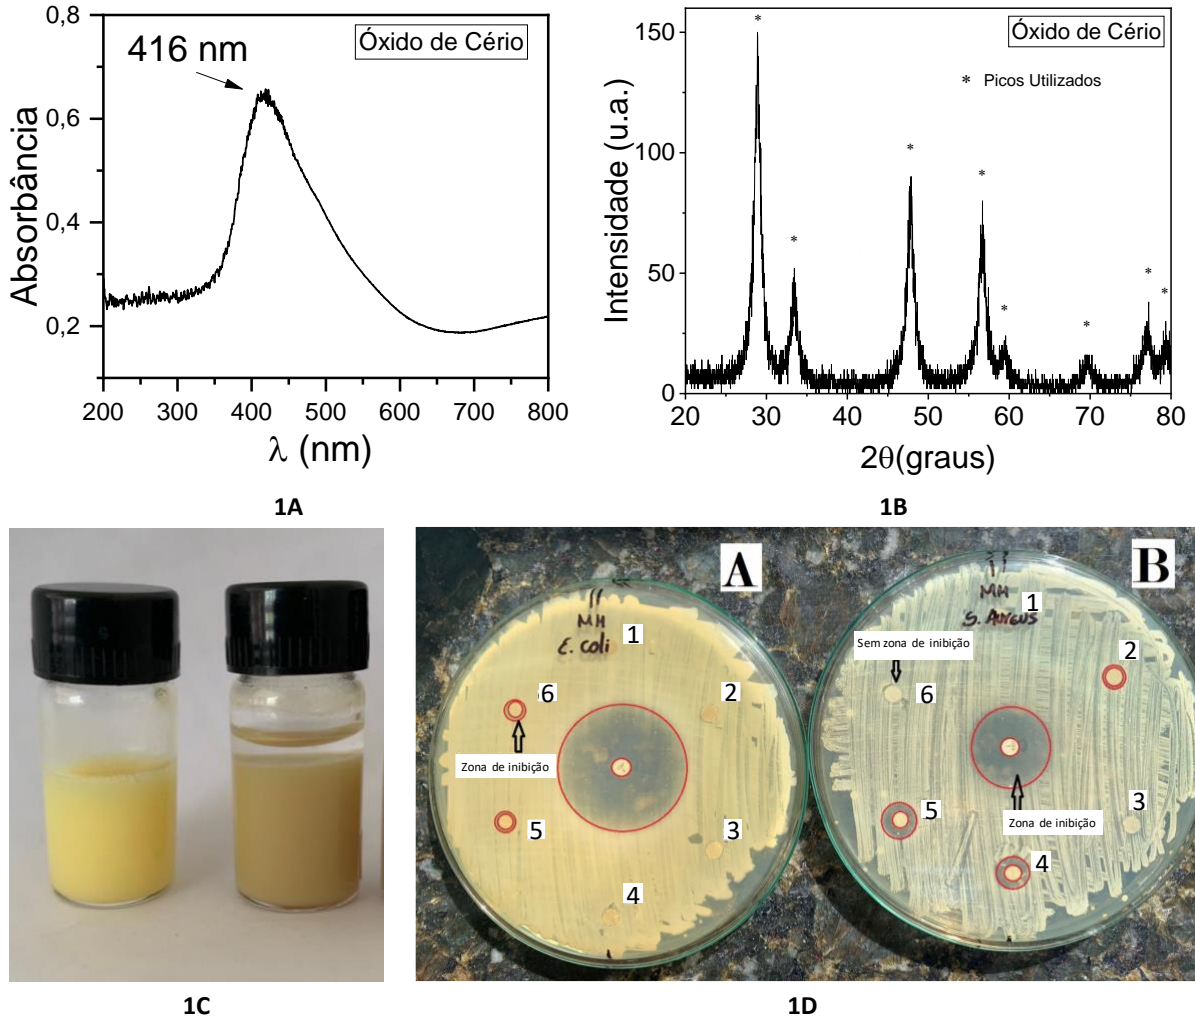 0,8
0,6
0,4
0,2
Absorbância
416 nm
Óxido de Cério
200 300 400 500 600 700 800
λ (nm)
1A
150
100
50
0
Intensidade (u.a.)
Óxido de Cério
* Picos Utilizados
* * * * * * * *
20 30 40 50 60 70 80
2θ(graus)
1B
1C
A
MH
E. coli
1
2
3
4
5
6
Zona de inibição
B
MH
S. Aureus
1
2
3
4
5
6
Sem zona de inibição
Zona de inibição
1D